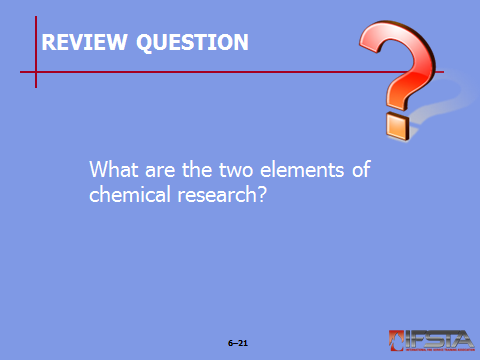 REVIEW QUESTION
What are the two elements of
chemical research?
6–21
IFSTA